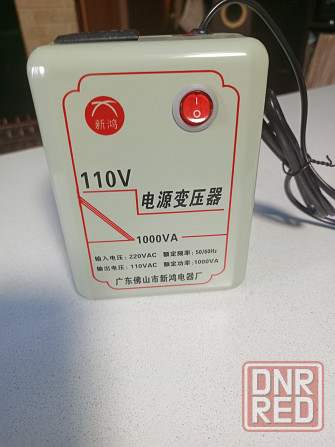 新鸿
110V
电源变压器
1000VA
输入电压：220VAC 额定频率：50/60Hz
输出电压：110VAC 额定功率：1000VA
广东佛山市新鸿电器厂
DNR
RED